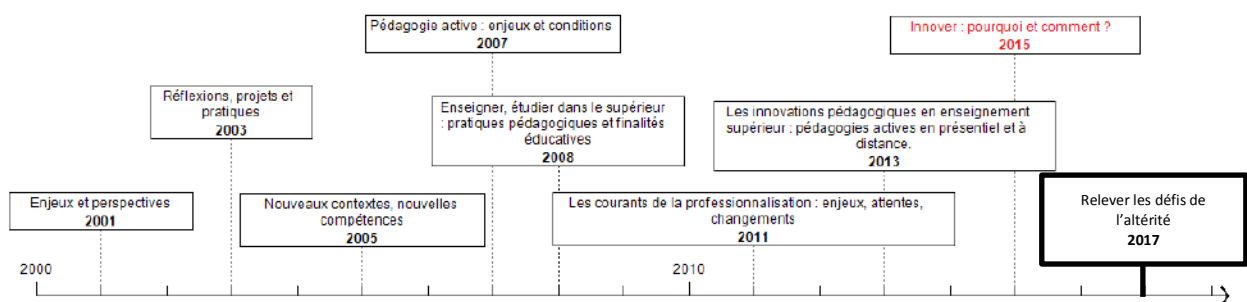 Pédagogie active : enjeux et conditions
2007
Innover : pourquoi et comment ?
2015
Réflexions, projets et
pratiques
2003
Enseigner, étudier dans le supérieur
: pratiques pédagogiques et finalités
éducatives
2008
Les innovations pédagogiques en enseignement
supérieur : pédagogies actives en présentiel et à
distance.
2013
Enjeux et perspectives
2001
Nouveaux contextes, nouvelles
compétences
2005
Les courants de la professionnalisation : enjeux, attentes,
changements
2011
Relever les défis de
l'altérité
2017
2000
2010